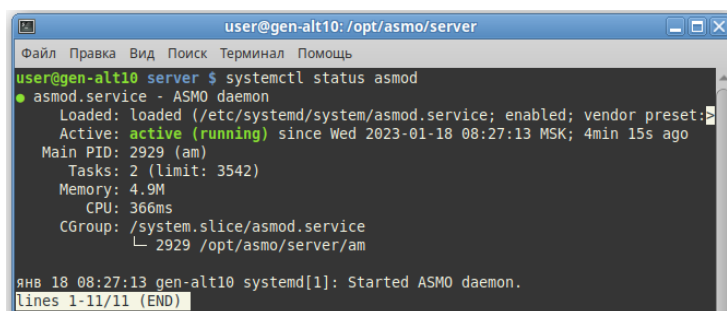 user@gen-alt10: /opt/asmo/server
Файл Правка Вид Поиск Терминал Помощь
user@gen-alt10 server $ systemctl status asmod
● asmod.service - ASMO daemon
Loaded: loaded (/etc/systemd/system/asmod.service; enabled; vendor preset:>
Active: active (running) since Wed 2023-01-18 08:27:13 MSK; 4min 15s ago
Main PID: 2929 (am)
Tasks: 2 (limit: 3542)
Memory: 4.9M
CPU: 366ms
CGroup: /system.slice/asmod.service
└─ 2929 /opt/asmo/server/am
янв 18 08:27:13 gen-alt10 systemd[1]: Started ASMO daemon.
lines 1-11/11 (END)